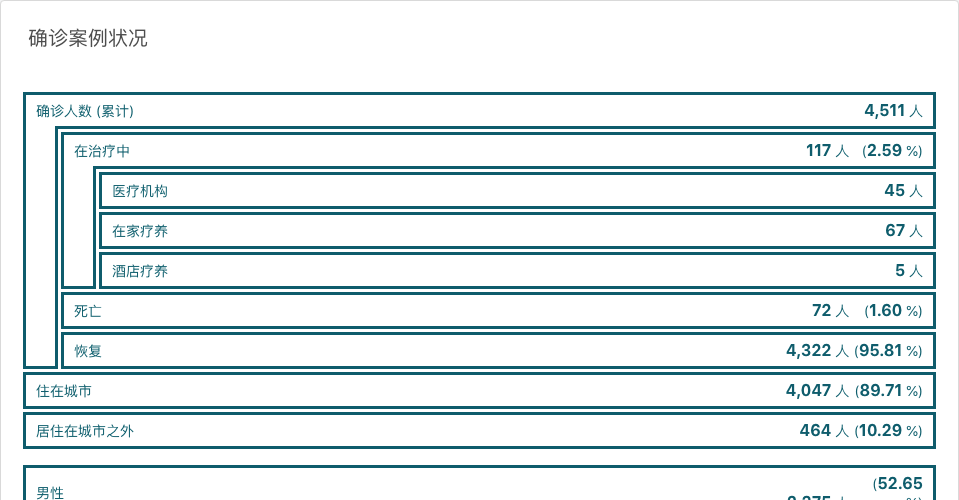 确诊案例状况
确诊人数 (累计) 4,511 人
在治疗中 117 人 (2.59 %)
医疗机构 45 人
在家疗养 67 人
酒店疗养 5 人
死亡 72 人 (1.60 %)
恢复 4,322 人 (95.81 %)
住在城市 4,047 人 (89.71 %)
居住在城市之外 464 人 (10.29 %)
男性 (52.65